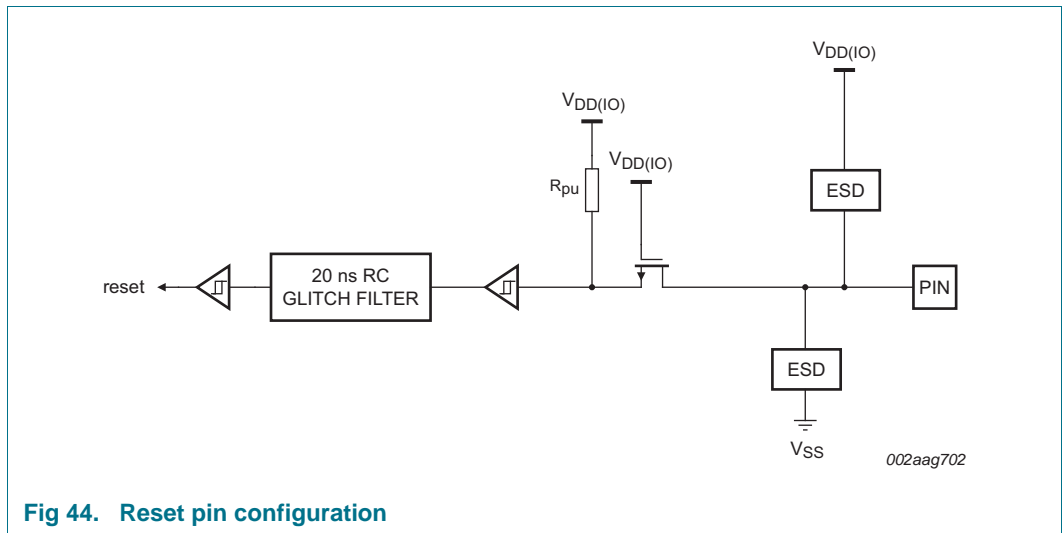 VDD(IO)
VDD(IO)
VDD(IO)
Rpu
ESD
reset
20 ns RC
GLITCH FILTER
PIN
ESD
VSS
002aag702
Fig 44. Reset pin configuration